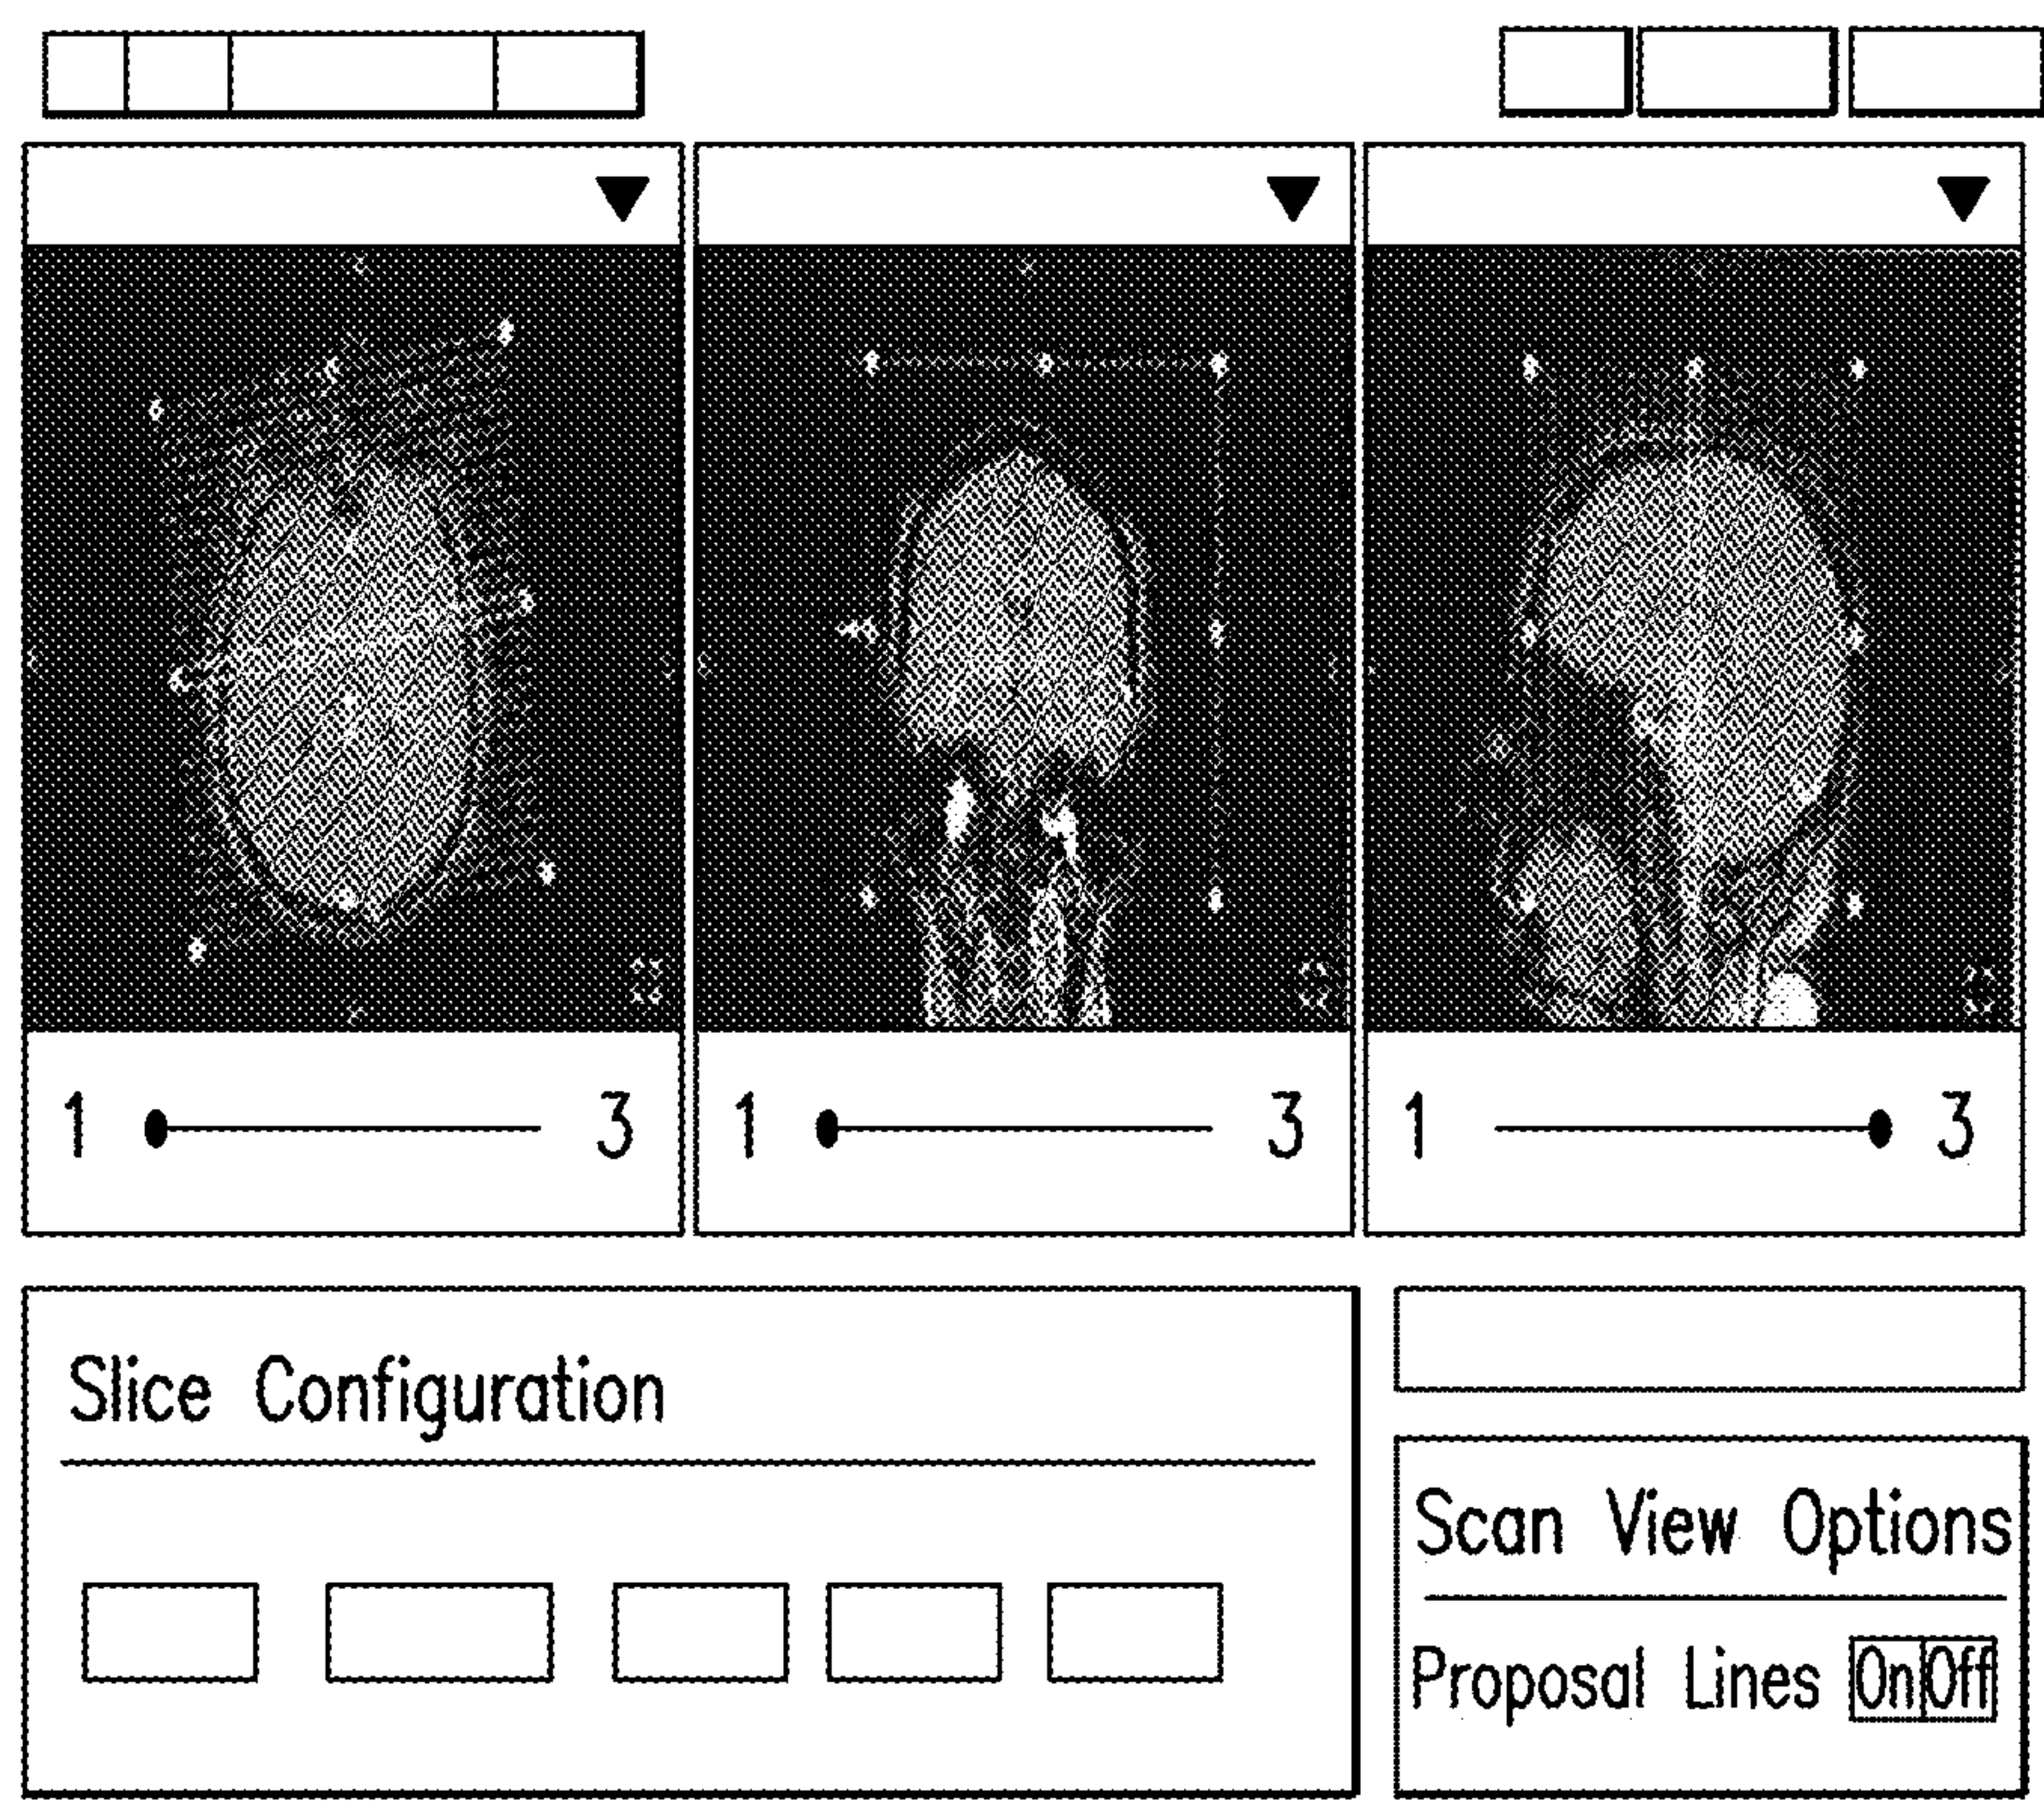 1 3
1 3
1 3
Slice Configuration
Scan View Options
Proposal Lines On Off